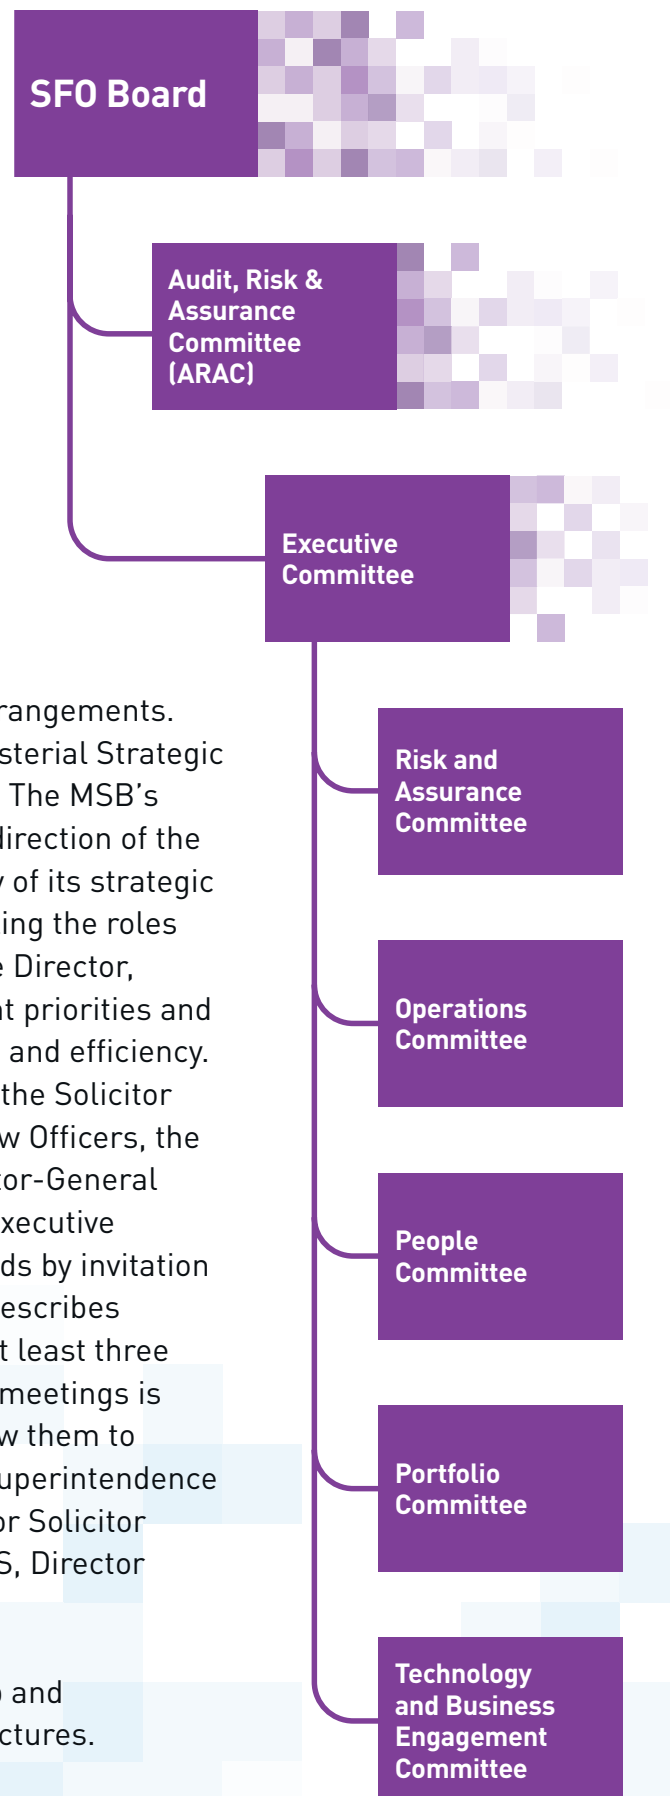 SFO Board
Audit, Risk &
Assurance
Committee
(ARAC)
Executive
Committee
rangements.
sterial Strategic
The MSB's
direction of the
y of its strategic
ting the roles
e Director,
nt priorities and
and efficiency.
the Solicitor
w Officers, the
tor-General
xecutive
ds by invitation
escribes
t least three
meetings is
w them to
uperintendence
or Solicitor
S, Director
o and
ctures.
Risk and
Assurance
Committee
Operations
Committee
People
Committee
Portfolio
Committee
Technology
and Business
Engagement
Committee